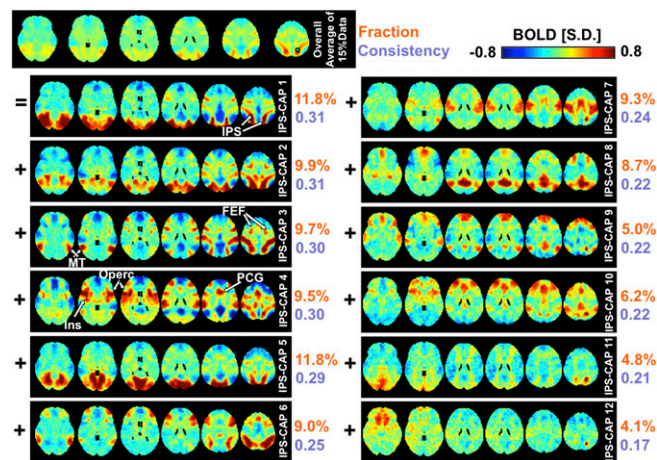 Overall
Average of
15%Data
Fraction
Consistency
BOLD [S.D.]
-0.8
0.8
=
IPS
IPS-CAP 1
11.8%
0.31
+
IPS-CAP 2
9.9%
0.31
+
FEF
MT
IPS-CAP 3
9.7%
0.30
+
Operc
Ins
PCG
IPS-CAP 4
9.5%
0.30
+
IPS-CAP 5
11.8%
0.29
+
IPS-CAP 6
9.0%
0.25
+
IPS-CAP 7
9.3%
0.24
+
IPS-CAP 8
8.7%
0.22
+
IPS-CAP 9
5.0%
0.22
+
IPS-CAP 10
6.2%
0.22
+
IPS-CAP 11
4.8%
0.21
+
IPS-CAP 12
4.1%
0.17